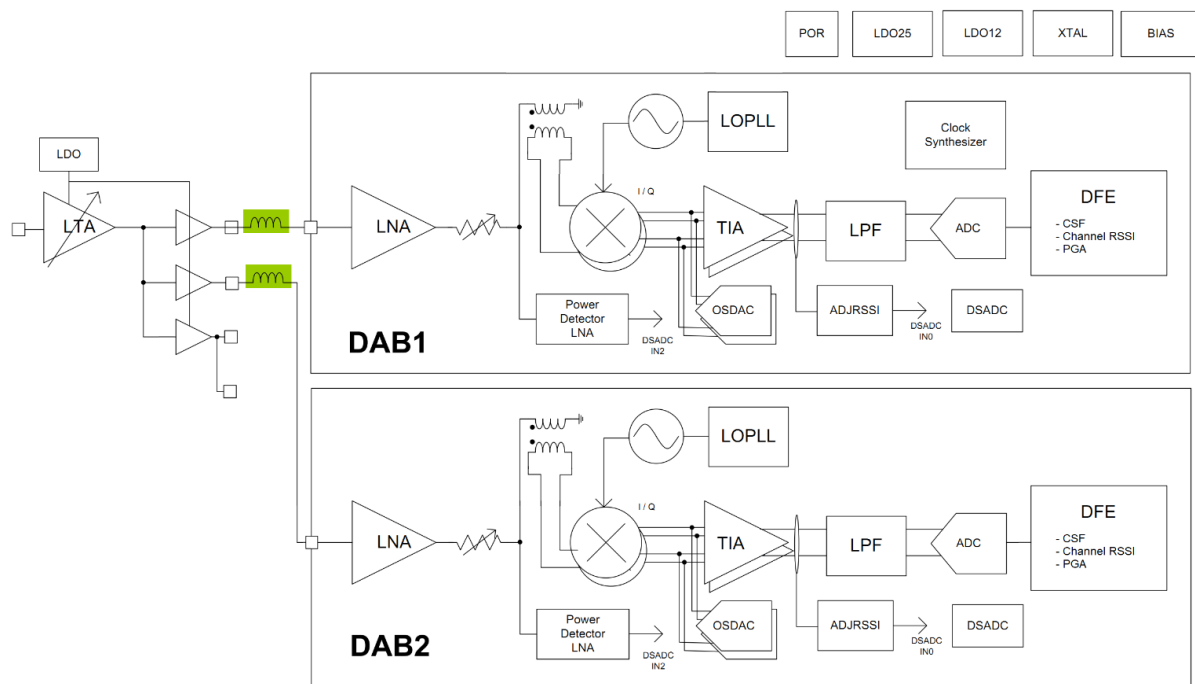 POR
LDO25
LDO12
XTAL
BIAS
LDO
LTA
LNA
LOPLL
Clock
Synthesizer
I / Q
TIA
LPF
ADC
DFE
- CSF
- Channel RSSI
- PGA
Power
Detector
LNA
DSADC
IN2
OSDAC
ADJRSSI
DSADC
IN0
DSADC
DAB1
LNA
LOPLL
I / Q
TIA
LPF
ADC
DFE
- CSF
- Channel RSSI
- PGA
Power
Detector
LNA
DSADC
IN2
OSDAC
ADJRSSI
DSADC
IN0
DSADC
DAB2